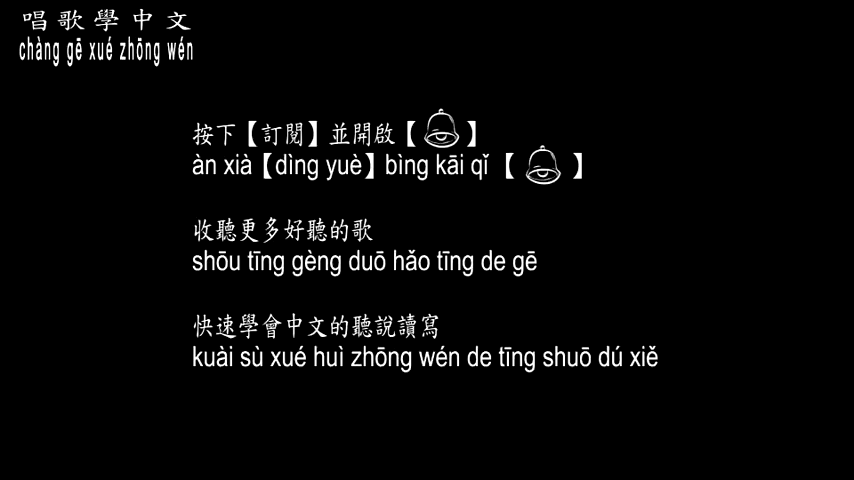 唱歌學中文
chàng gē xué zhōng wén
按下【訂閱】並開啟【】
àn xià【dìng yuè】bìng kāi qǐ【】
收聽更多好聽的歌
shōu tīng gèng duō hǎo tīng de gē
快速學會中文的聽說讀寫
kuài sù xué huì zhōng wén de tīng shuō dú xiě